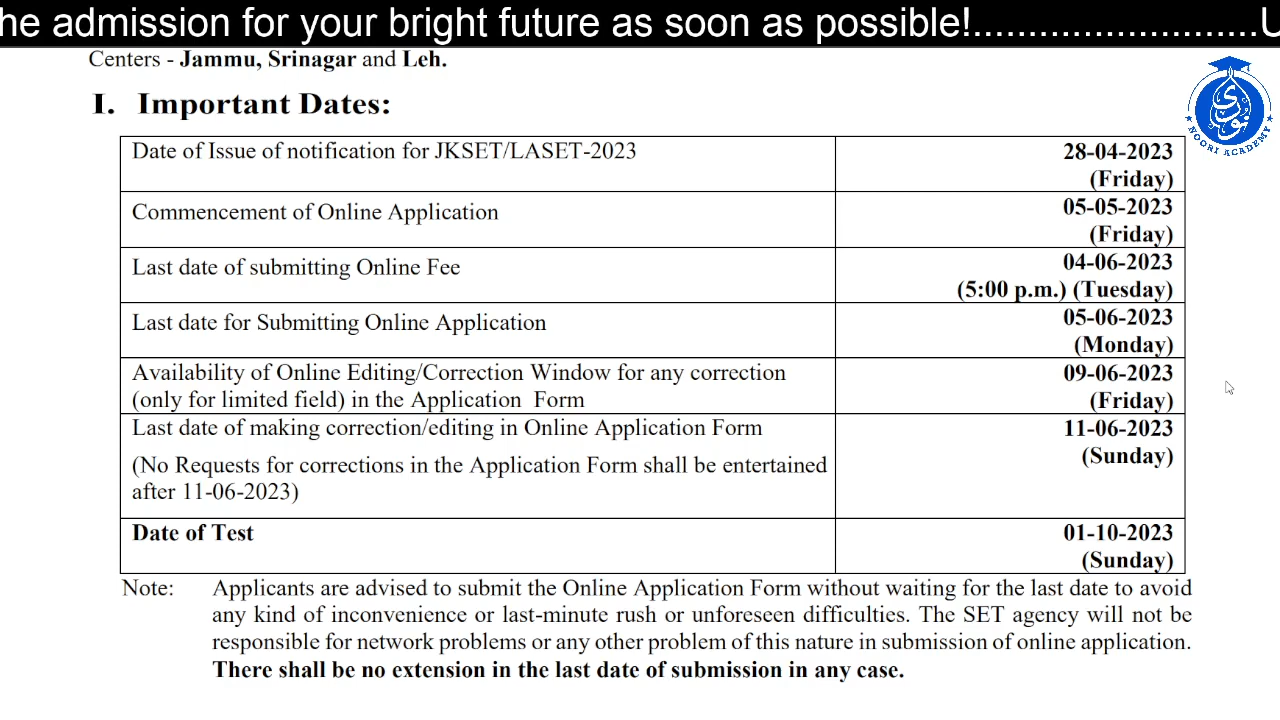 he admission for your bright future as soon as possible!..........................U
Centers - Jammu, Srinagar and Leh.
I. Important Dates:
Date of Issue of notification for JKSET/LASET-2023
28-04-2023
(Friday)
Commencement of Online Application
05-05-2023
(Friday)
Last date of submitting Online Fee
04-06-2023
(5:00 p.m.) (Tuesday)
Last date for Submitting Online Application
05-06-2023
(Monday)
Availability of Online Editing/Correction Window for any correction
(only for limited field) in the Application Form
09-06-2023
(Friday)
Last date of making correction/editing in Online Application Form
(No Requests for corrections in the Application Form shall be entertained
after 11-06-2023)
11-06-2023
(Sunday)
Date of Test
01-10-2023
(Sunday)
Note: Applicants are advised to submit the Online Application Form without waiting for the last date to avoid
any kind of inconvenience or last-minute rush or unforeseen difficulties. The SET agency will not be
responsible for network problems or any other problem of this nature in submission of online application.
There shall be no extension in the last date of submission in any case.
نوری
NOORI ACADEMY